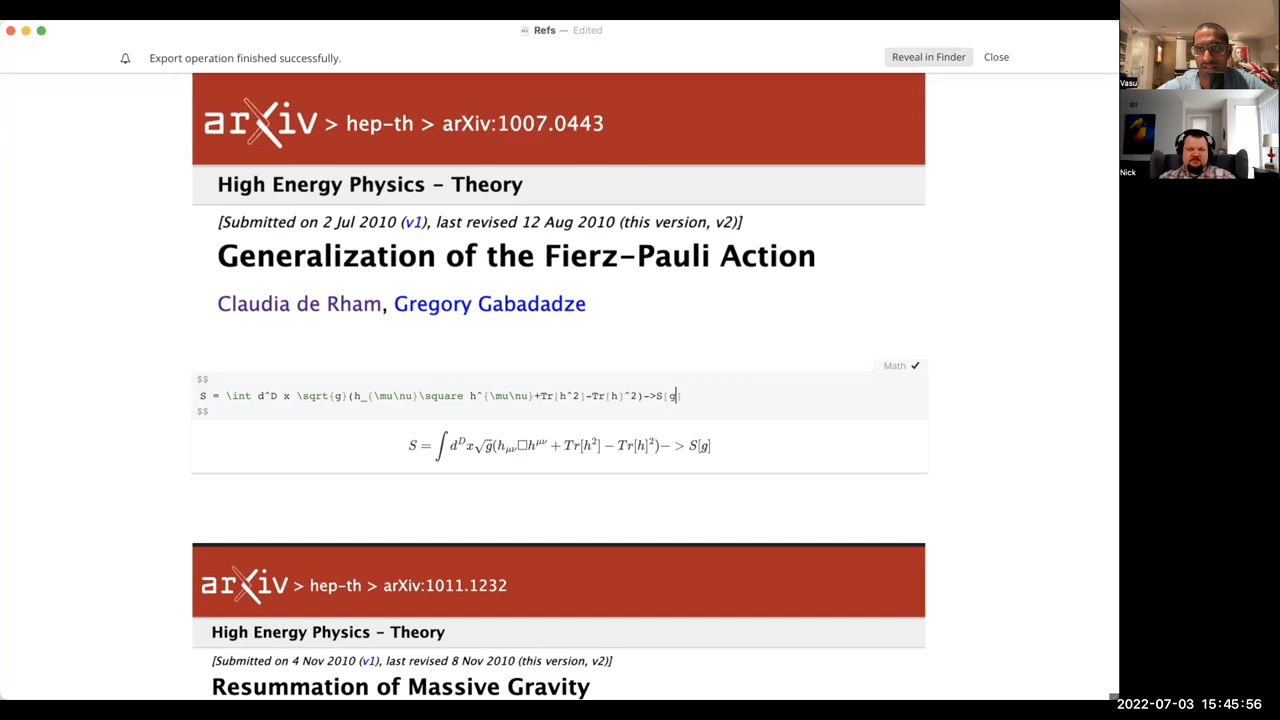 Refs — Edited
Export operation finished successfully.
Reveal in Finder
Close
arXiv > hep-th > arXiv:1007.0443
High Energy Physics – Theory
[Submitted on 2 Jul 2010 (v1), last revised 12 Aug 2010 (this version, v2)]
Generalization of the Fierz-Pauli Action
Claudia de Rham, Gregory Gabadadze
Math ✓
$$
S = \int d^D x \sqrt{g}(h_{\mu\nu}\square h^{\mu\nu}+Tr[h^2]-Tr[h]^2)->S[g]
$$
S = ∫ d^D x√g(h_{μν}□h^{μν} + Tr[h²] − Tr[h]²)− > S[g]
arXiv > hep-th > arXiv:1011.1232
High Energy Physics – Theory
[Submitted on 4 Nov 2010 (v1), last revised 8 Nov 2010 (this version, v2)]
Resummation of Massive Gravity
Vasu
Nick
2022-07-03 15:45:56